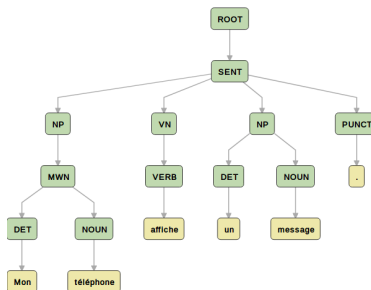 ROOT
SENT
NP VN NP PUNCT
MWN VERB DET NOUN .
DET NOUN affiche un message
Mon téléphone